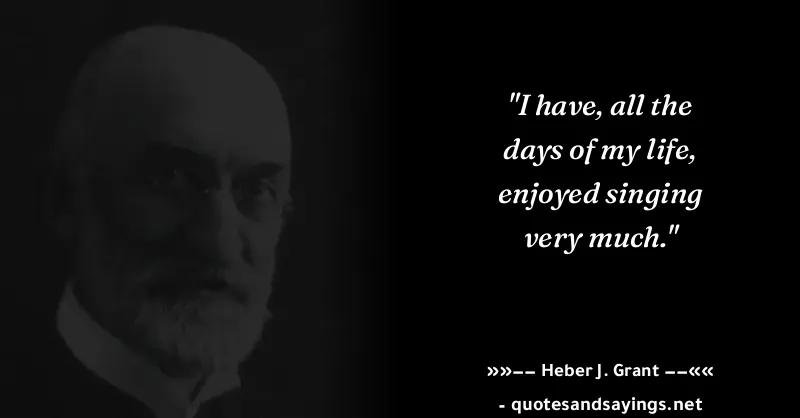 "I have, all the
days of my life,
enjoyed singing
very much."
»»−− Heber J. Grant −−««
- quotesandsayings.net